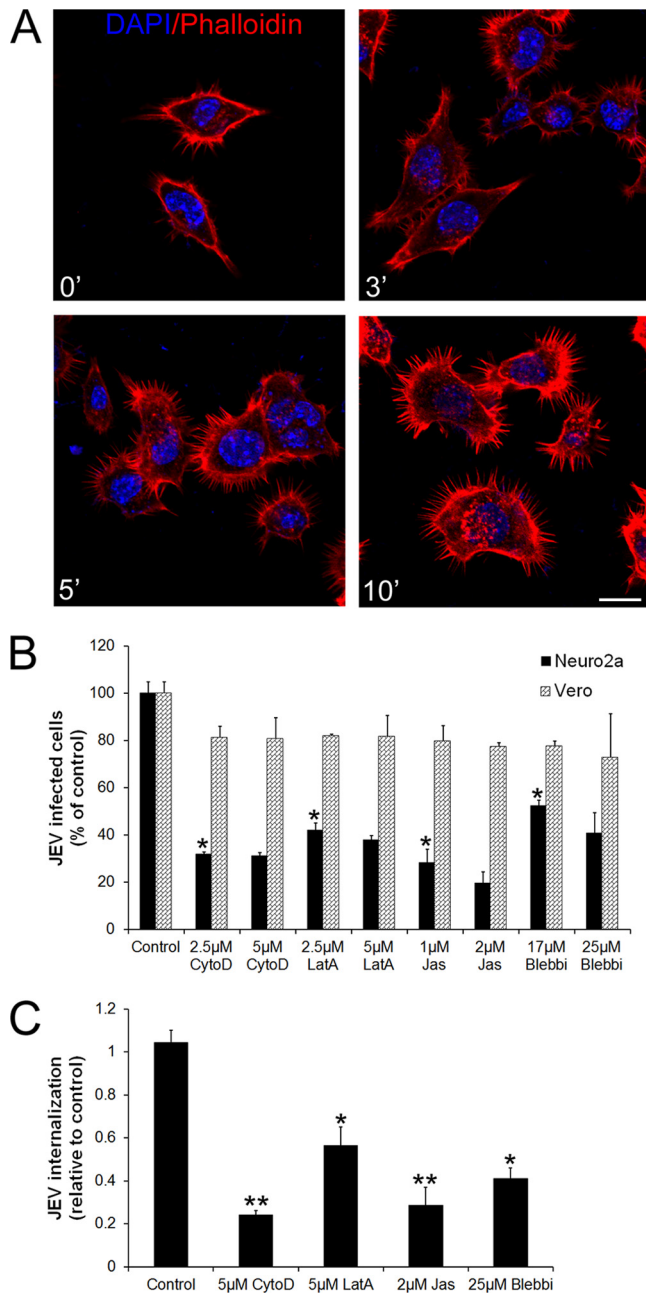 A
DAPI/Phalloidin
0’
3’
5’
10’
B
Neuro2a
Vero
JEV infected cells
(% of control)
120
100
80
60
40
20
0
*
*
*
*
Control
2.5µM CytoD
5µM CytoD
2.5µM LatA
5µM LatA
1µM Jas
2µM Jas
17µM Blebbi
25µM Blebbi
C
JEV internalization
(relative to control)
1.2
1
0.8
0.6
0.4
0.2
0
**
*
**
*
Control
5µM CytoD
5µM LatA
2µM Jas
25µM Blebbi